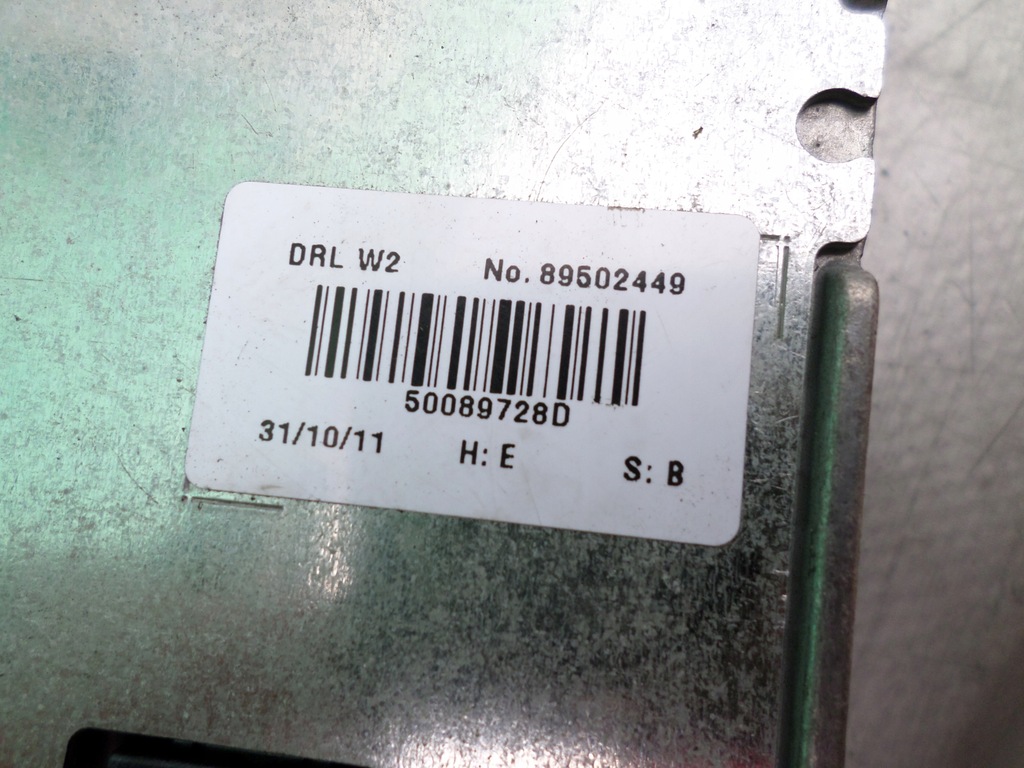 DRL W2 No. 89502449
50089728D
31/10/11 H: E S: B